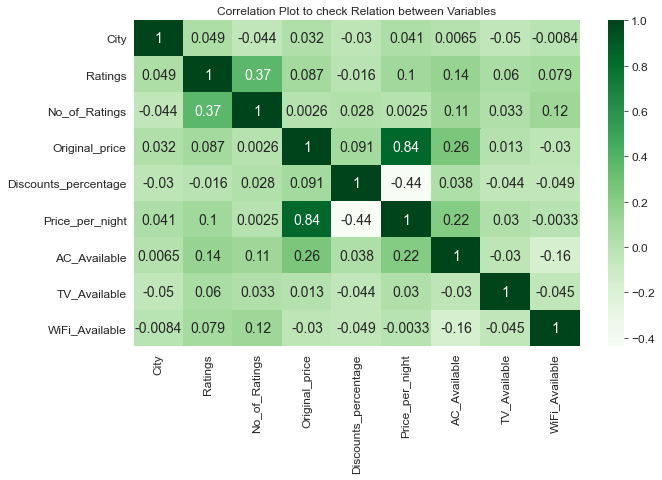 Correlation Plot to check Relation between Variables
City 1 0.049 -0.044 0.032 -0.03 0.041 0.0065 -0.05 -0.0084
Ratings 0.049 1 0.37 0.087 -0.016 0.1 0.14 0.06 0.079
No_of_Ratings -0.044 0.37 1 0.0026 0.028 0.0025 0.11 0.033 0.12
Original_price 0.032 0.087 0.0026 1 0.091 0.84 0.26 0.013 -0.03
Discounts_percentage -0.03 -0.016 0.028 0.091 1 -0.44 0.038 -0.044 -0.049
Price_per_night 0.041 0.1 0.0025 0.84 -0.44 1 0.22 0.03 -0.0033
AC_Available 0.0065 0.14 0.11 0.26 0.038 0.22 1 -0.03 -0.16
TV_Available -0.05 0.06 0.033 0.013 -0.044 0.03 -0.03 1 -0.045
WiFi_Available -0.0084 0.079 0.12 -0.03 -0.049 -0.0033 -0.16 -0.045 1
City
Ratings
No_of_Ratings
Original_price
Discounts_percentage
Price_per_night
AC_Available
TV_Available
WiFi_Available
1.0
0.8
0.6
0.4
0.2
0.0
-0.2
-0.4